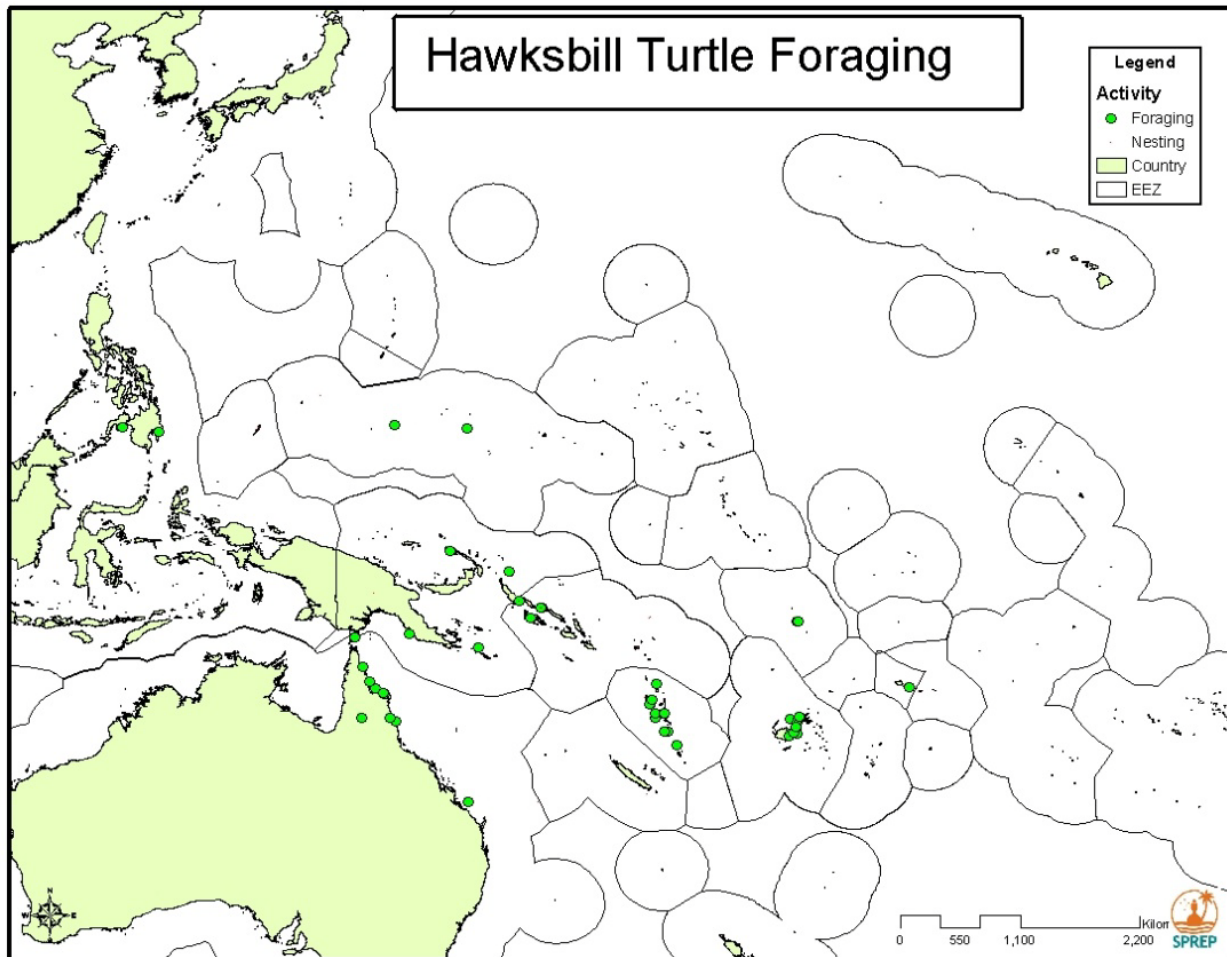 Hawksbill Turtle Foraging
Legend
Activity
Foraging
Nesting
Country
EEZ
N
W E
S
Kilom
0 550 1,100 2,200
SPREP